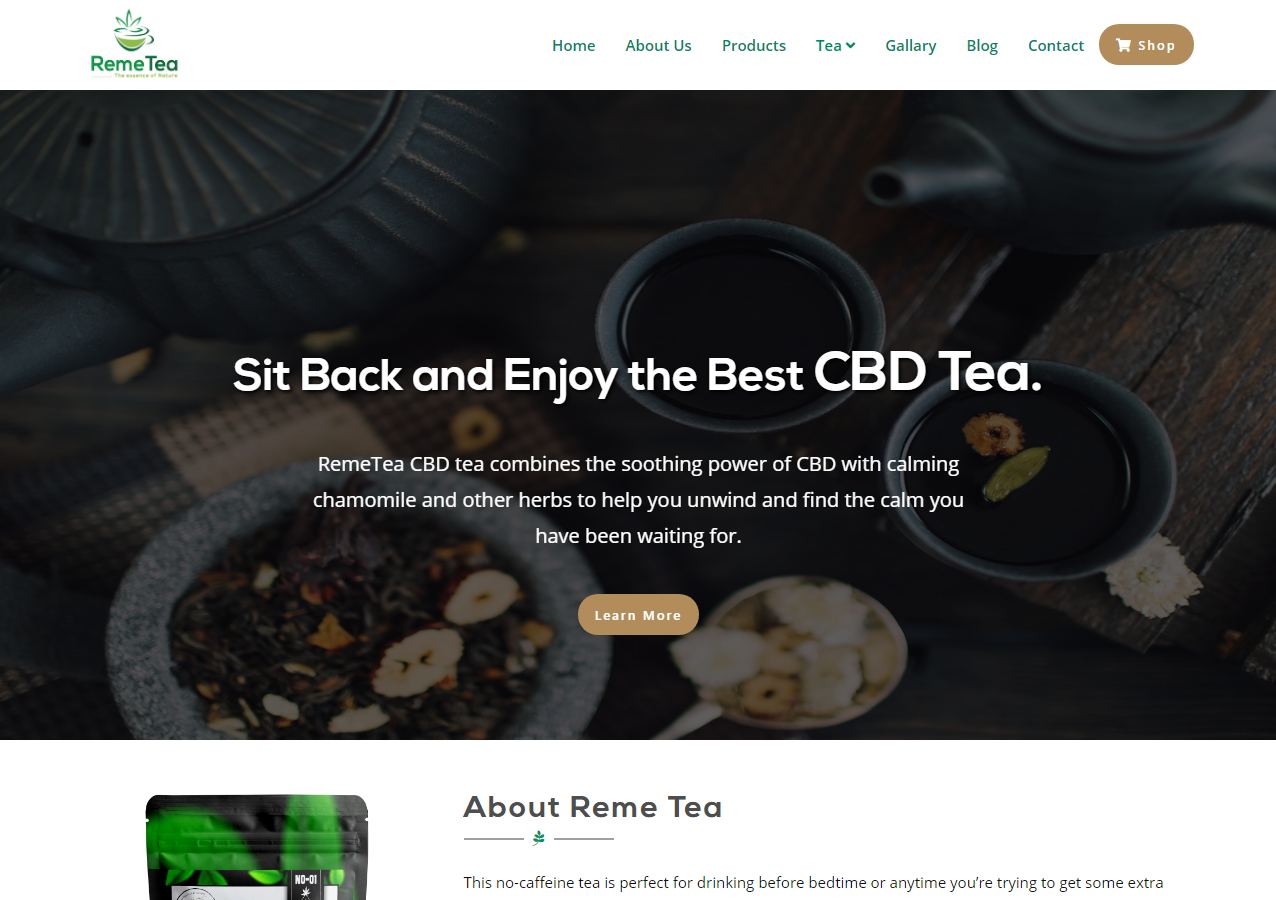 RemeTea
The essence of Nature
Home
About Us
Products
Tea
Gallary
Blog
Contact
Shop
Sit Back and Enjoy the Best CBD Tea.
RemeTea CBD tea combines the soothing power of CBD with calming
chamomile and other herbs to help you unwind and find the calm you
have been waiting for.
Learn More
About Reme Tea
NO-01
This no-caffeine tea is perfect for drinking before bedtime or anytime you’re trying to get some extra